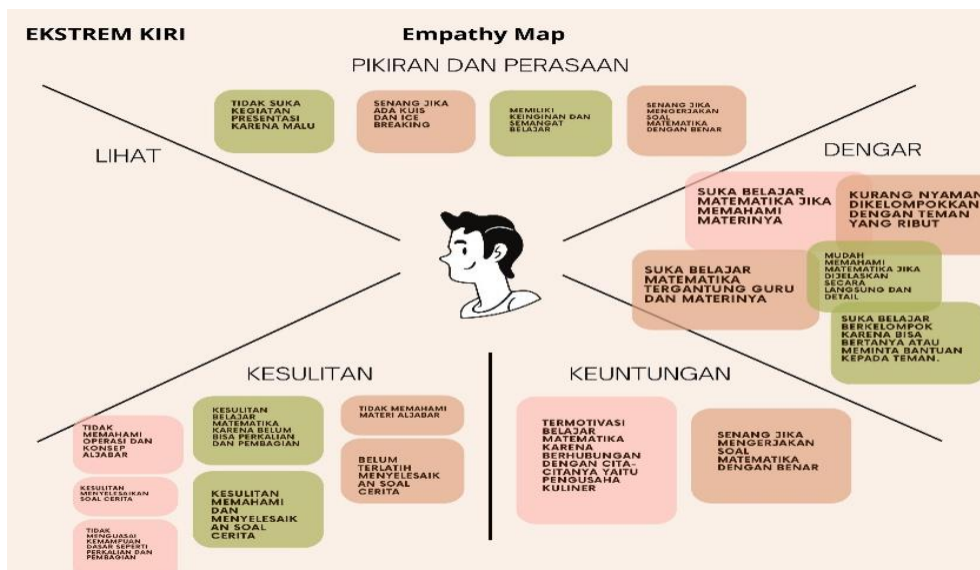 EKSTREM KIRI
Empathy Map
PIKIRAN DAN PERASAAN
TIDAK SUKA
KEGIATAN
PRESENTASI
KARENA MALU
SENANG JIKA
ADA KUIS
DAN ICE
BREAKING
MEMILIKI
KEINGINAN DAN
SEMANGAT
BELAJAR
SENANG JIKA
MENGERJAKAN
SOAL
MATEMATIKA
DENGAN BENAR
LIHAT
DENGAR
SUKA BELAJAR
MATEMATIKA JIKA
MEMAHAMI
MATERINYA
KURANG NYAMAN
DIKELOMPOKKAN
DENGAN TEMAN
YANG RIBUT
SUKA BELAJAR
MATEMATIKA
TERGANTUNG GURU
DAN MATERINYA
MUDAH
MEMAHAMI
MATEMATIKA JIKA
DIJELASKAN
SECARA
LANGSUNG DAN
DETAIL
SUKA BELAJAR
BERKELOMPOK
KARENA BISA
BERTANYA ATAU
MEMINTA BANTUAN
KEPADA TEMAN.
KESULITAN
TIDAK
MEMAHAMI
OPERASI DAN
KONSEP
ALJABAR
KESULITAN
MENYELESAIKAN
SOAL CERITA
TIDAK
MENGUASAI
KEMAMPUAN
DASAR SEPERTI
PERKALIAN DAN
PEMBAGIAN
KESULITAN
BELAJAR
MATEMATIKA
KARENA BELUM
BISA PERKALIAN
DAN PEMBAGIAN
KESULITAN
MEMAHAMI
DAN
MENYELESAIK
AN SOAL
CERITA
TIDAK MEMAHAMI
MATERI ALJABAR
BELUM
TERLATIH
MENYELESAIK
AN SOAL
CERITA
KEUNTUNGAN
TERMOTIVASI
BELAJAR
MATEMATIKA
KARENA
BERHUBUNGAN
DENGAN CITA-
CITANYA YAITU
PENGUSAHA
KULINER
SENANG JIKA
MENGERJAKAN
SOAL
MATEMATIKA
DENGAN BENAR